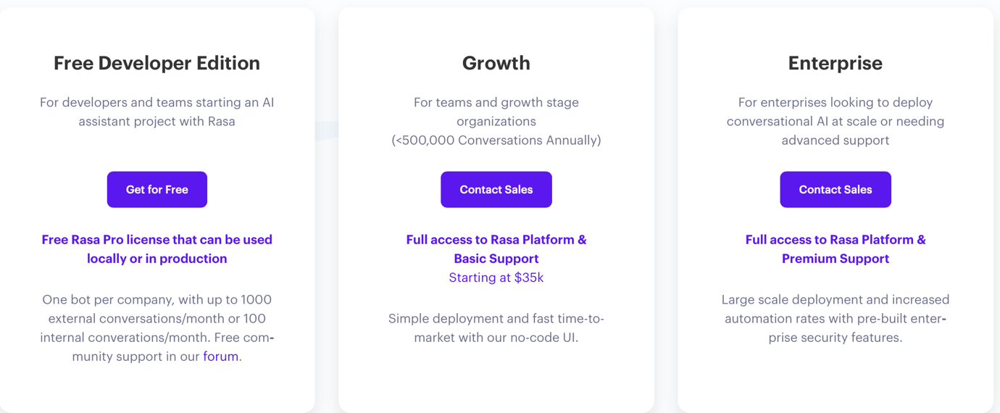 Free Developer Edition
For developers and teams starting an AI
assistant project with Rasa
Get for Free
Free Rasa Pro license that can be used
locally or in production
One bot per company, with up to 1000
external conversations/month or 100
internal converations/month. Free com-
munity support in our forum.
Growth
For teams and growth stage
organizations
(<500,000 Conversations Annually)
Contact Sales
Full access to Rasa Platform &
Basic Support
Starting at $35k
Simple deployment and fast time-to-
market with our no-code UI.
Enterprise
For enterprises looking to deploy
conversational AI at scale or needing
advanced support
Contact Sales
Full access to Rasa Platform &
Premium Support
Large scale deployment and increased
automation rates with pre-built enter-
prise security features.